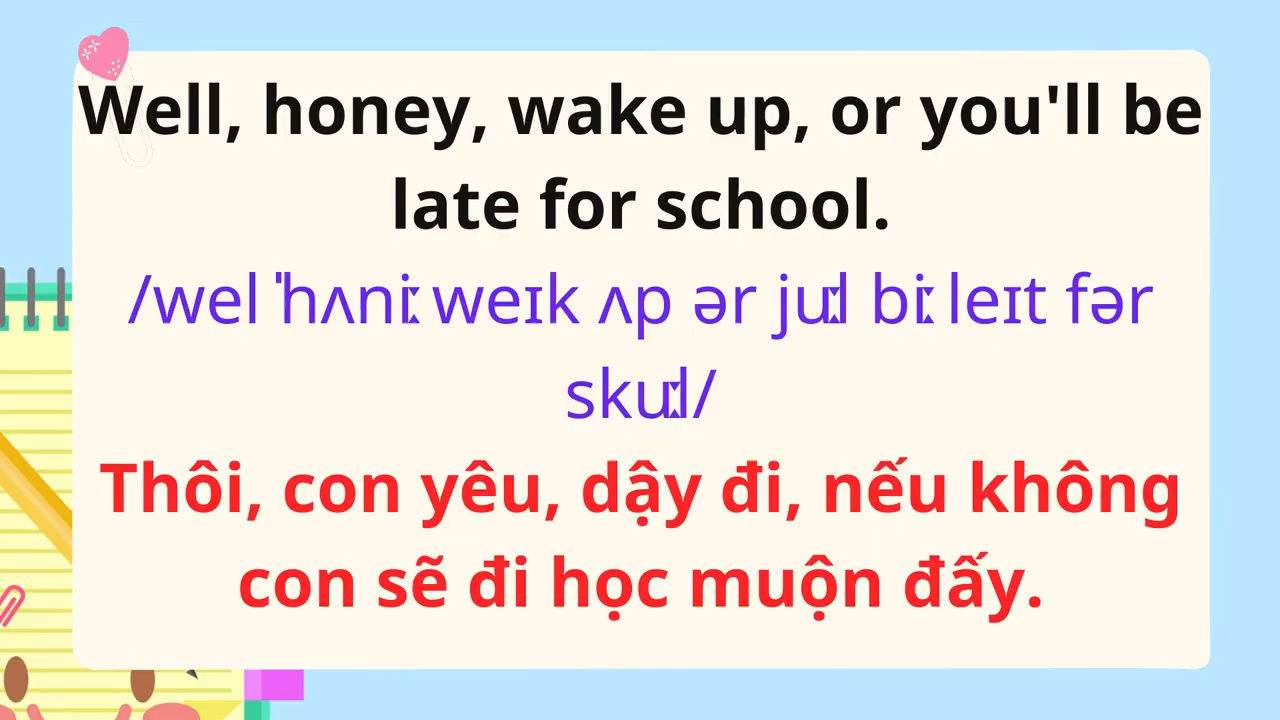 Well, honey, wake up, or you'll be
late for school.
/wel ˈhʌniː weɪk ʌp ər juːl biː leɪt fər
skuːl/
Thôi, con yêu, dậy đi, nếu không
con sẽ đi học muộn đấy.